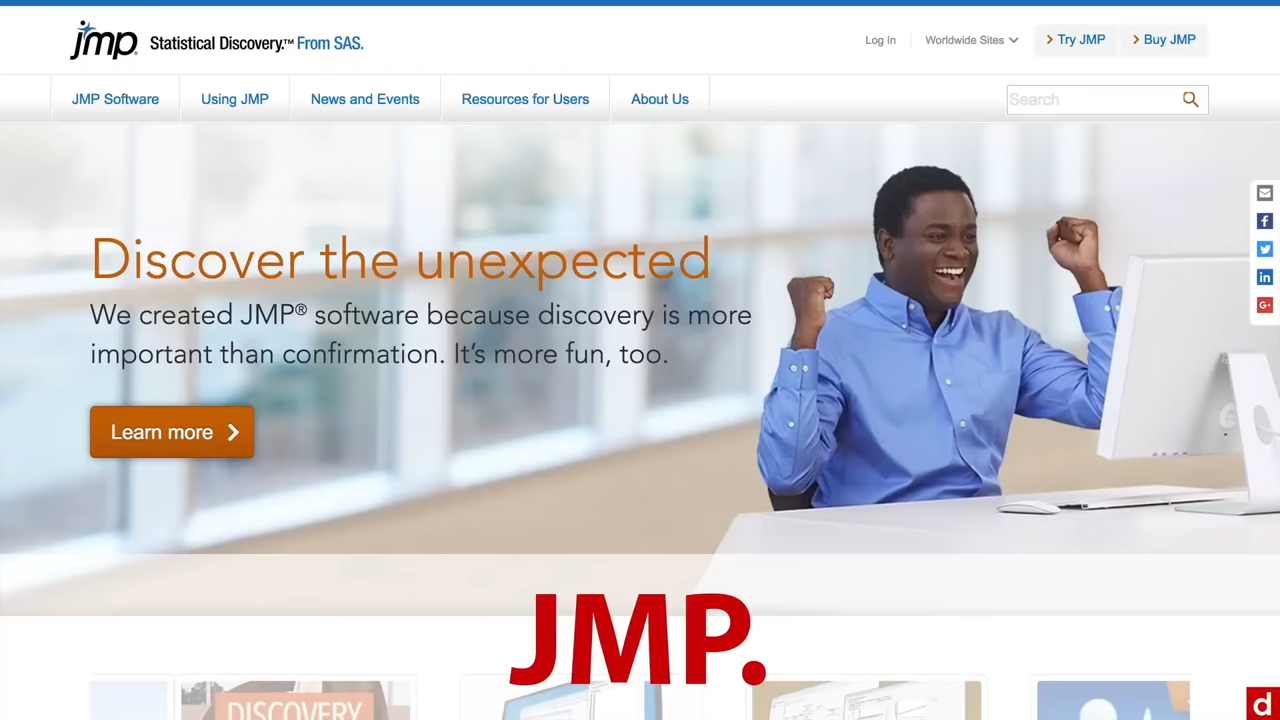 jmp Statistical Discovery.™ From SAS.
Log In
Worldwide Sites
Try JMP
Buy JMP
JMP Software
Using JMP
News and Events
Resources for Users
About Us
Search
Discover the unexpected
We created JMP® software because discovery is more
important than confirmation. It's more fun, too.
Learn more
JMP.
DISCOVERY
d